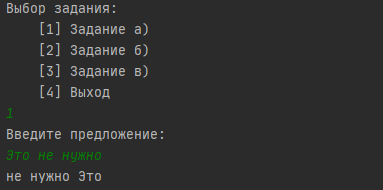 Выбор задания:
[1] Задание а)
[2] Задание б)
[3] Задание в)
[4] Выход
1
Введите предложение:
Это не нужно
не нужно Это